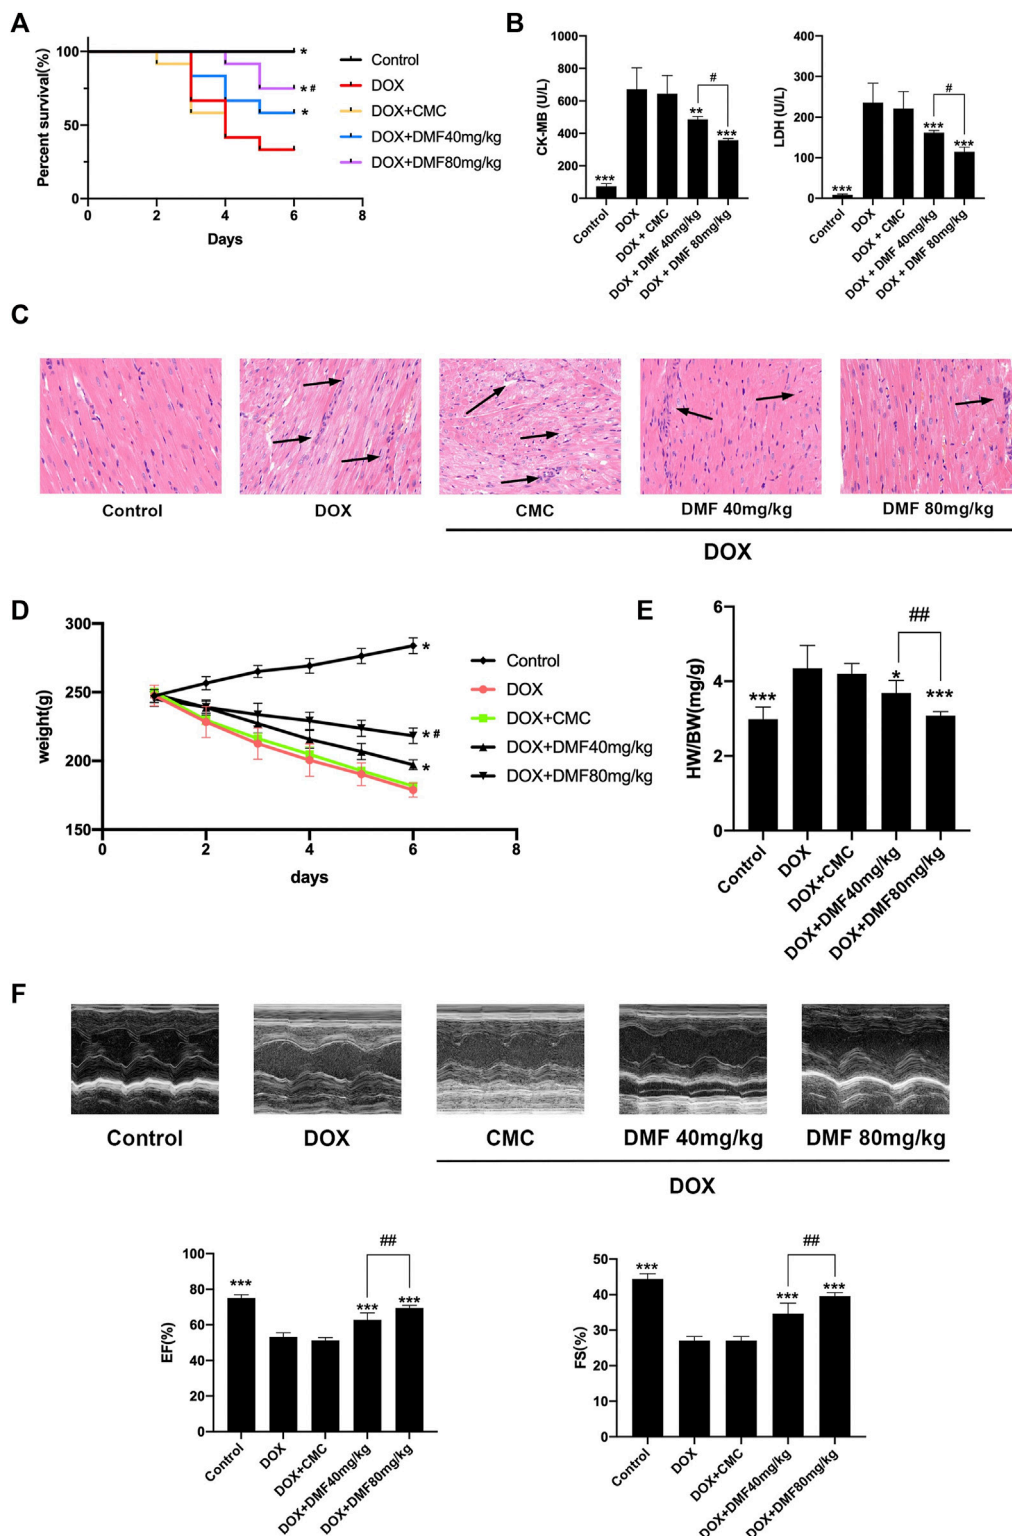 A
Percent survival(%)
100
50
0
0 2 4 6 8
Days
*
* #
*
Control
DOX
DOX+CMC
DOX+DMF40mg/kg
DOX+DMF80mg/kg
B
CK-MB (U/L)
1000
800
600
400
200
0
***
**
***
#
Control
DOX
DOX + CMC
DOX + DMF 40mg/kg
DOX + DMF 80mg/kg
LDH (U/L)
400
300
200
100
0
***
***
***
#
Control
DOX
DOX + CMC
DOX + DMF 40mg/kg
DOX + DMF 80mg/kg
C
Control DOX CMC DMF 40mg/kg DMF 80mg/kg
DOX
D
weight(g)
300
250
200
150
0 2 4 6 8
days
*
* #
*
Control
DOX
DOX+CMC
DOX+DMF40mg/kg
DOX+DMF80mg/kg
E
HW/BW(mg/g)
6
4
2
0
***
*
***
##
Control
DOX
DOX+CMC
DOX+DMF40mg/kg
DOX+DMF80mg/kg
F
Control DOX CMC DMF 40mg/kg DMF 80mg/kg
DOX
EF(%)
100
80
60
40
20
0
***
***
***
##
Control
DOX
DOX+CMC
DOX+DMF40mg/kg
DOX+DMF80mg/kg
FS(%)
50
40
30
20
10
0
***
***
***
##
Control
DOX
DOX+CMC
DOX+DMF40mg/kg
DOX+DMF80mg/kg